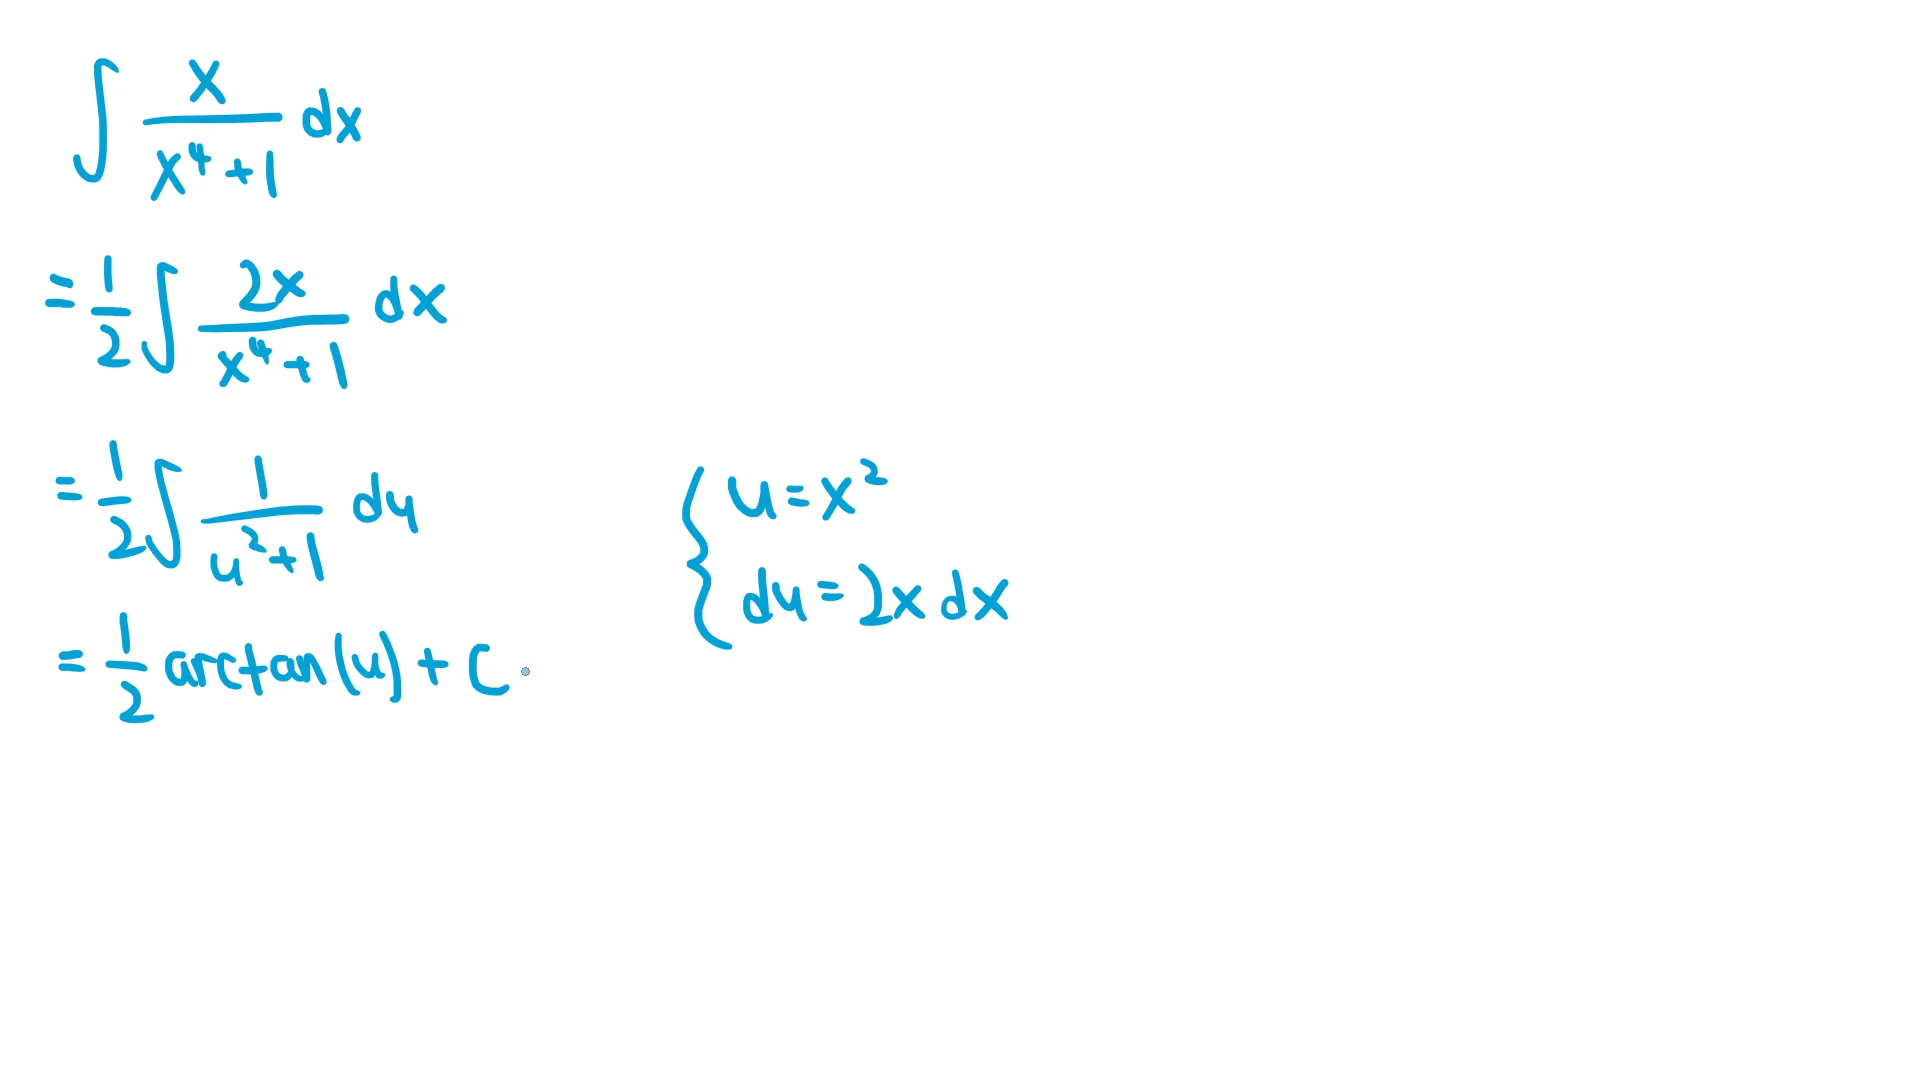 ∫ x/(x⁴+1) dx
= 1/2 ∫ 2x/(x⁴+1) dx
= 1/2 ∫ 1/(u²+1) du
{ u = x²
du = 2x dx
= 1/2 arctan(u) + C